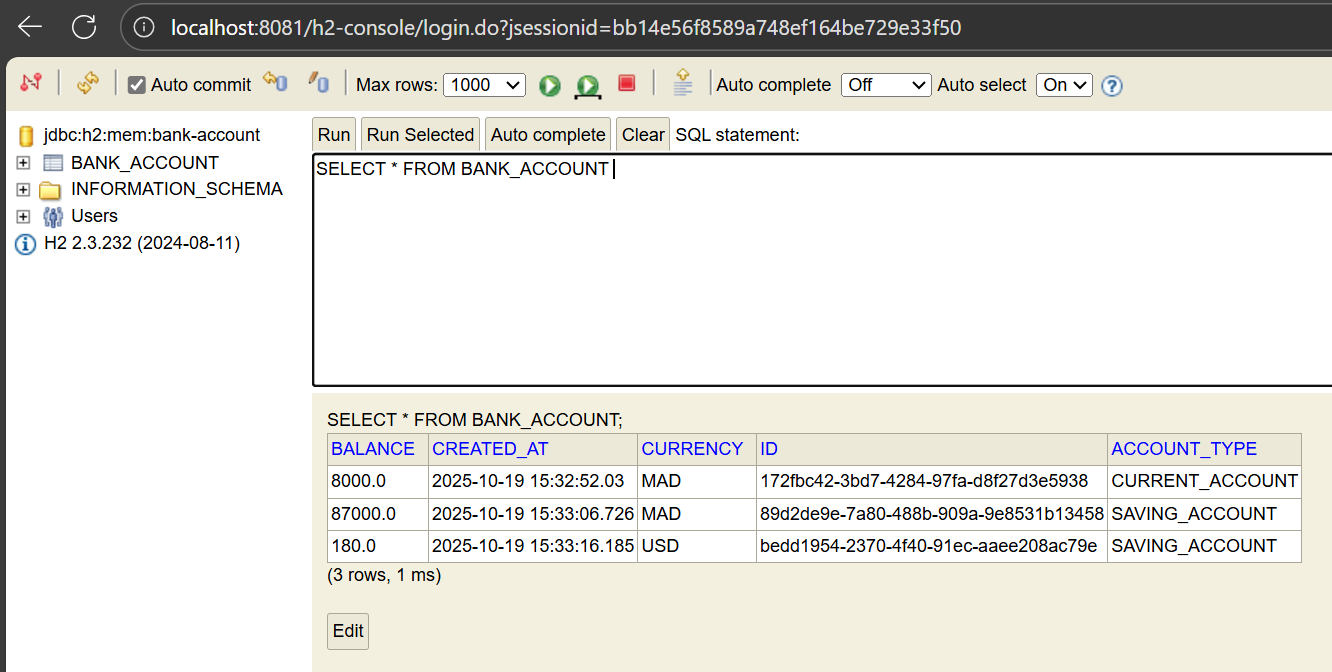 localhost:8081/h2-console/login.do?jsessionid=bb14e56f8589a748ef164be729e33f50
Auto commit Max rows: 1000 Auto complete Off Auto select On ?
jdbc:h2:mem:bank-account
BANK_ACCOUNT
INFORMATION_SCHEMA
Users
H2 2.3.232 (2024-08-11)
Run Run Selected Auto complete Clear SQL statement:
SELECT * FROM BANK_ACCOUNT
SELECT * FROM BANK_ACCOUNT;
BALANCE CREATED_AT CURRENCY ID ACCOUNT_TYPE
8000.0 2025-10-19 15:32:52.03 MAD 172fbc42-3bd7-4284-97fa-d8f27d3e5938 CURRENT_ACCOUNT
87000.0 2025-10-19 15:33:06.726 MAD 89d2de9e-7a80-488b-909a-9e8531b13458 SAVING_ACCOUNT
180.0 2025-10-19 15:33:16.185 USD bedd1954-2370-4f40-91ec-aaee208ac79e SAVING_ACCOUNT
(3 rows, 1 ms)
Edit